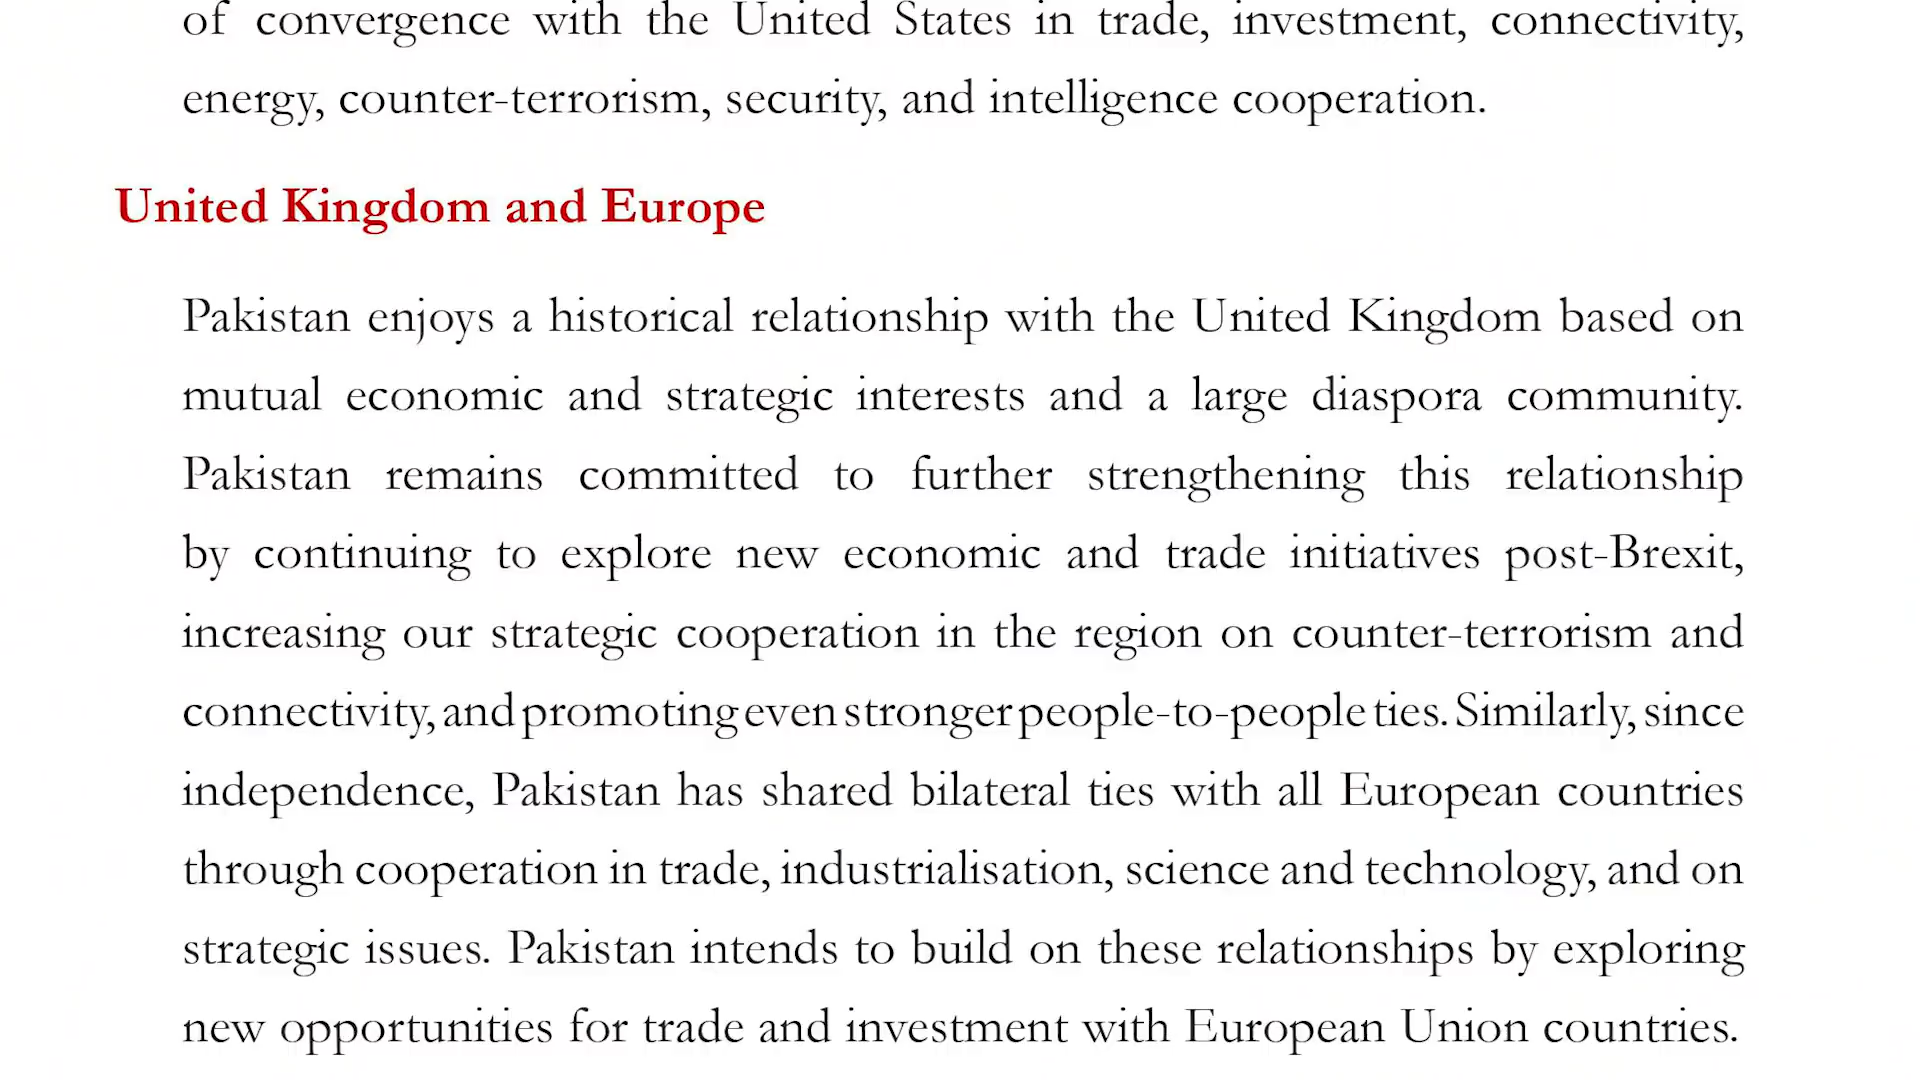 of convergence with the United States in trade, investment, connectivity,
energy, counter-terrorism, security, and intelligence cooperation.
United Kingdom and Europe
Pakistan enjoys a historical relationship with the United Kingdom based on
mutual economic and strategic interests and a large diaspora community.
Pakistan remains committed to further strengthening this relationship
by continuing to explore new economic and trade initiatives post-Brexit,
increasing our strategic cooperation in the region on counter-terrorism and
connectivity, and promoting even stronger people-to-people ties. Similarly, since
independence, Pakistan has shared bilateral ties with all European countries
through cooperation in trade, industrialisation, science and technology, and on
strategic issues. Pakistan intends to build on these relationships by exploring
new opportunities for trade and investment with European Union countries.